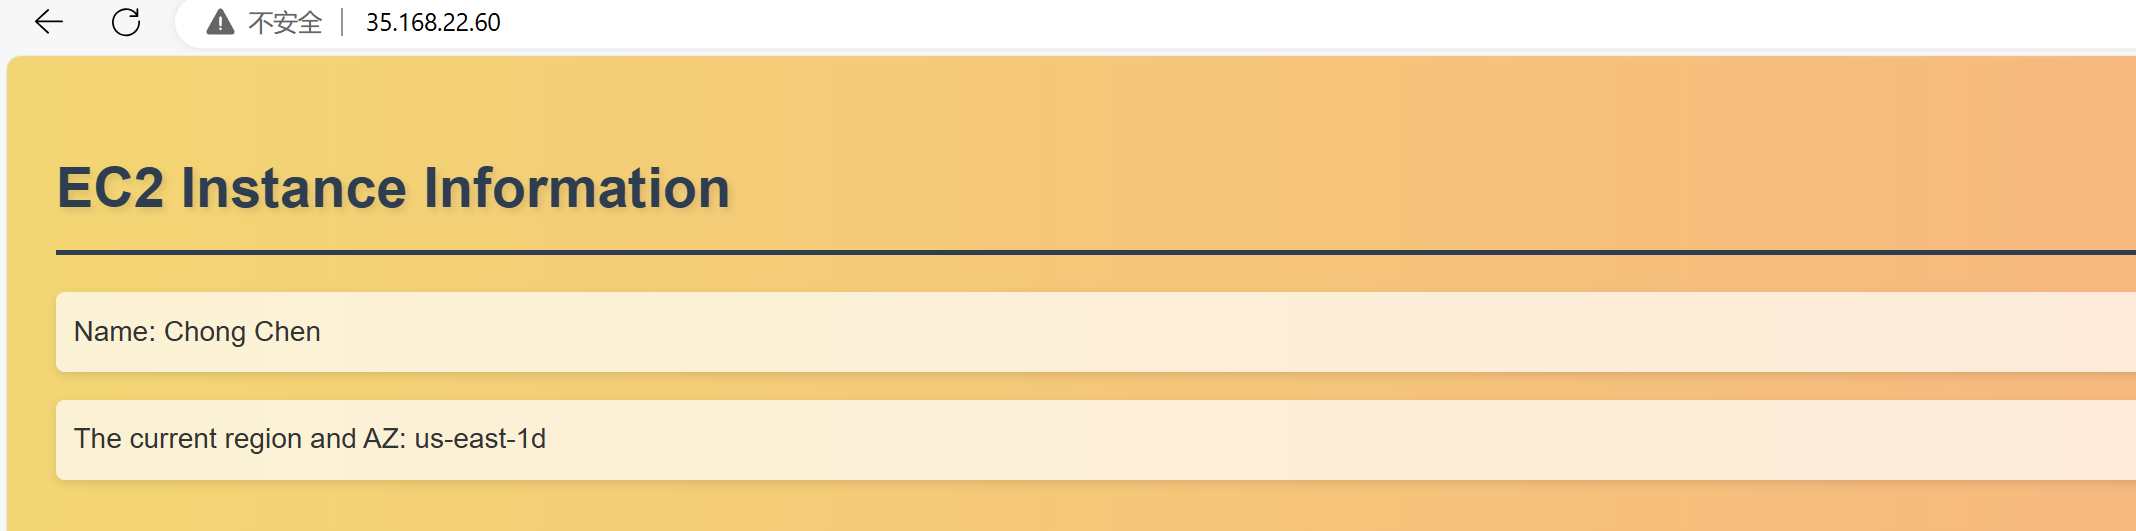 不安全 35.168.22.60
EC2 Instance Information
Name: Chong Chen
The current region and AZ: us-east-1d